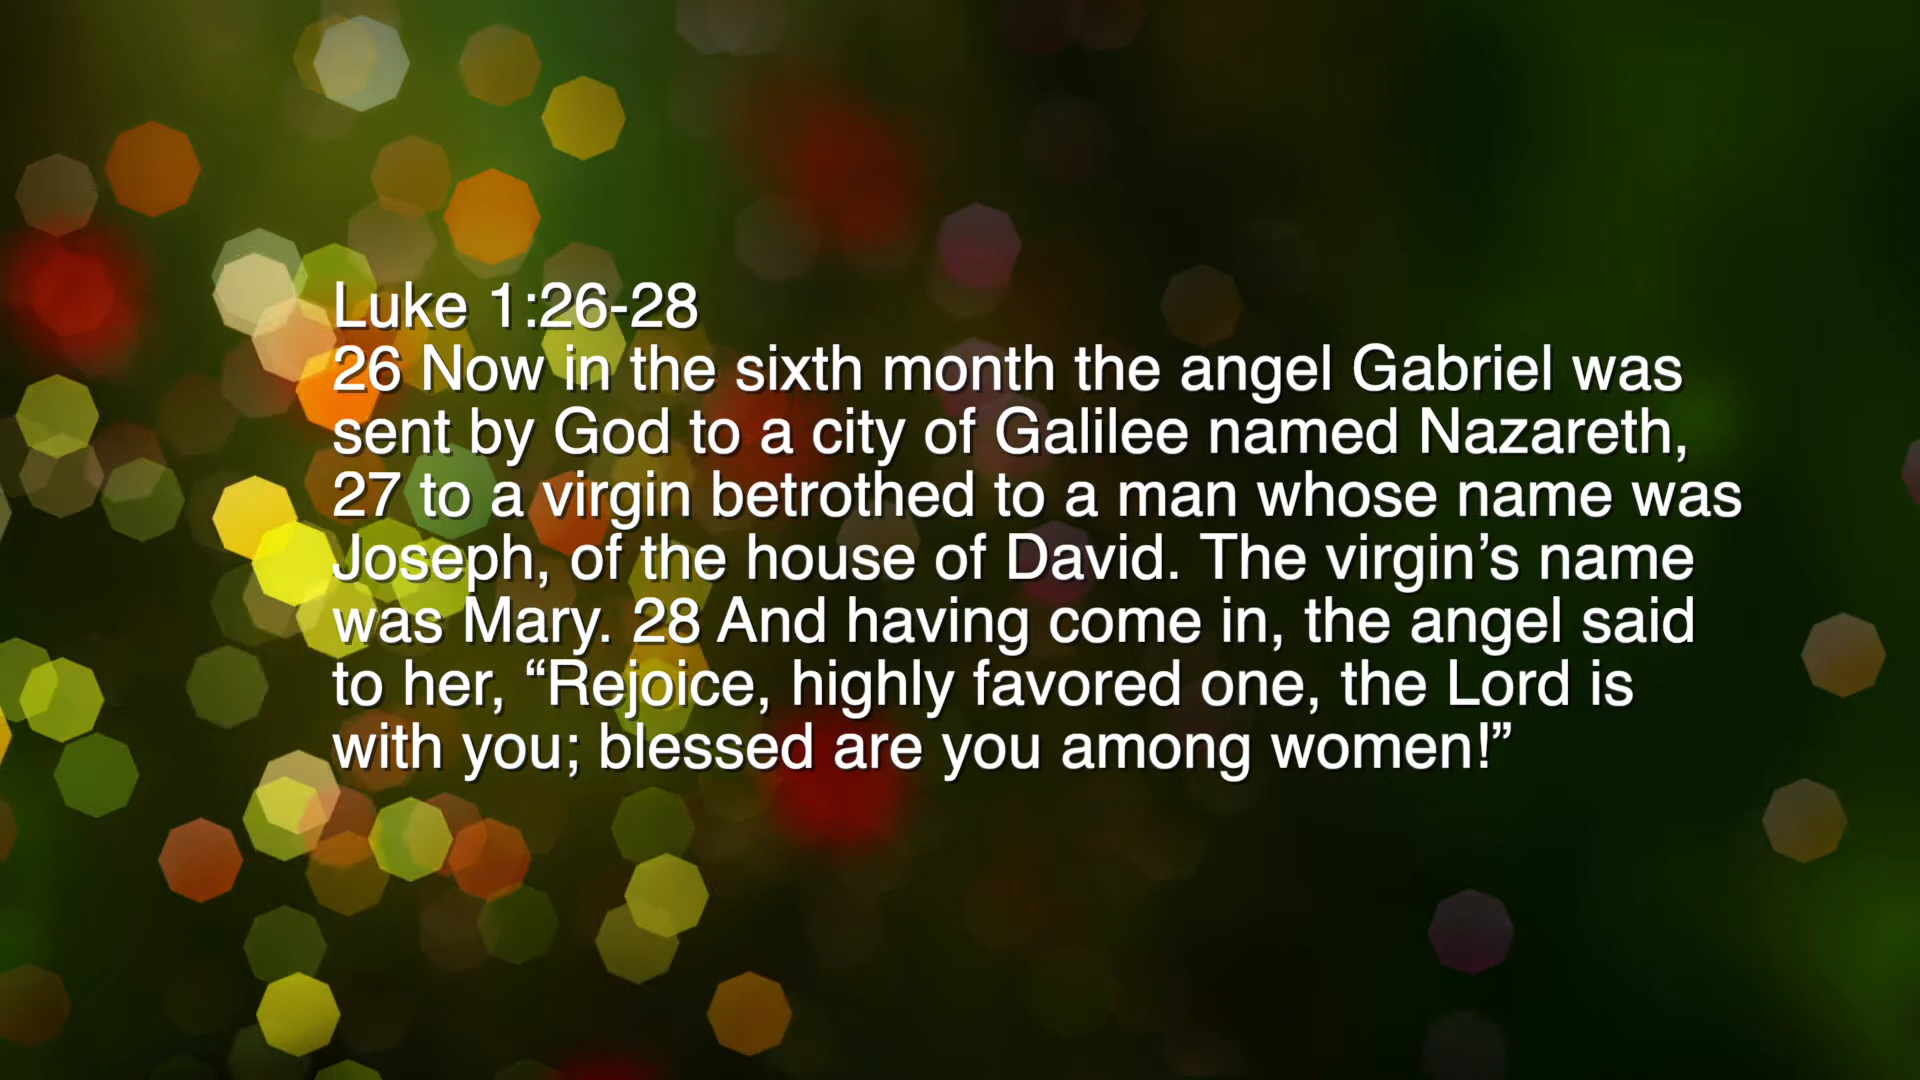 Luke 1:26-28
26 Now in the sixth month the angel Gabriel was
sent by God to a city of Galilee named Nazareth,
27 to a virgin betrothed to a man whose name was
Joseph, of the house of David. The virgin’s name
was Mary. 28 And having come in, the angel said
to her, “Rejoice, highly favored one, the Lord is
with you; blessed are you among women!”